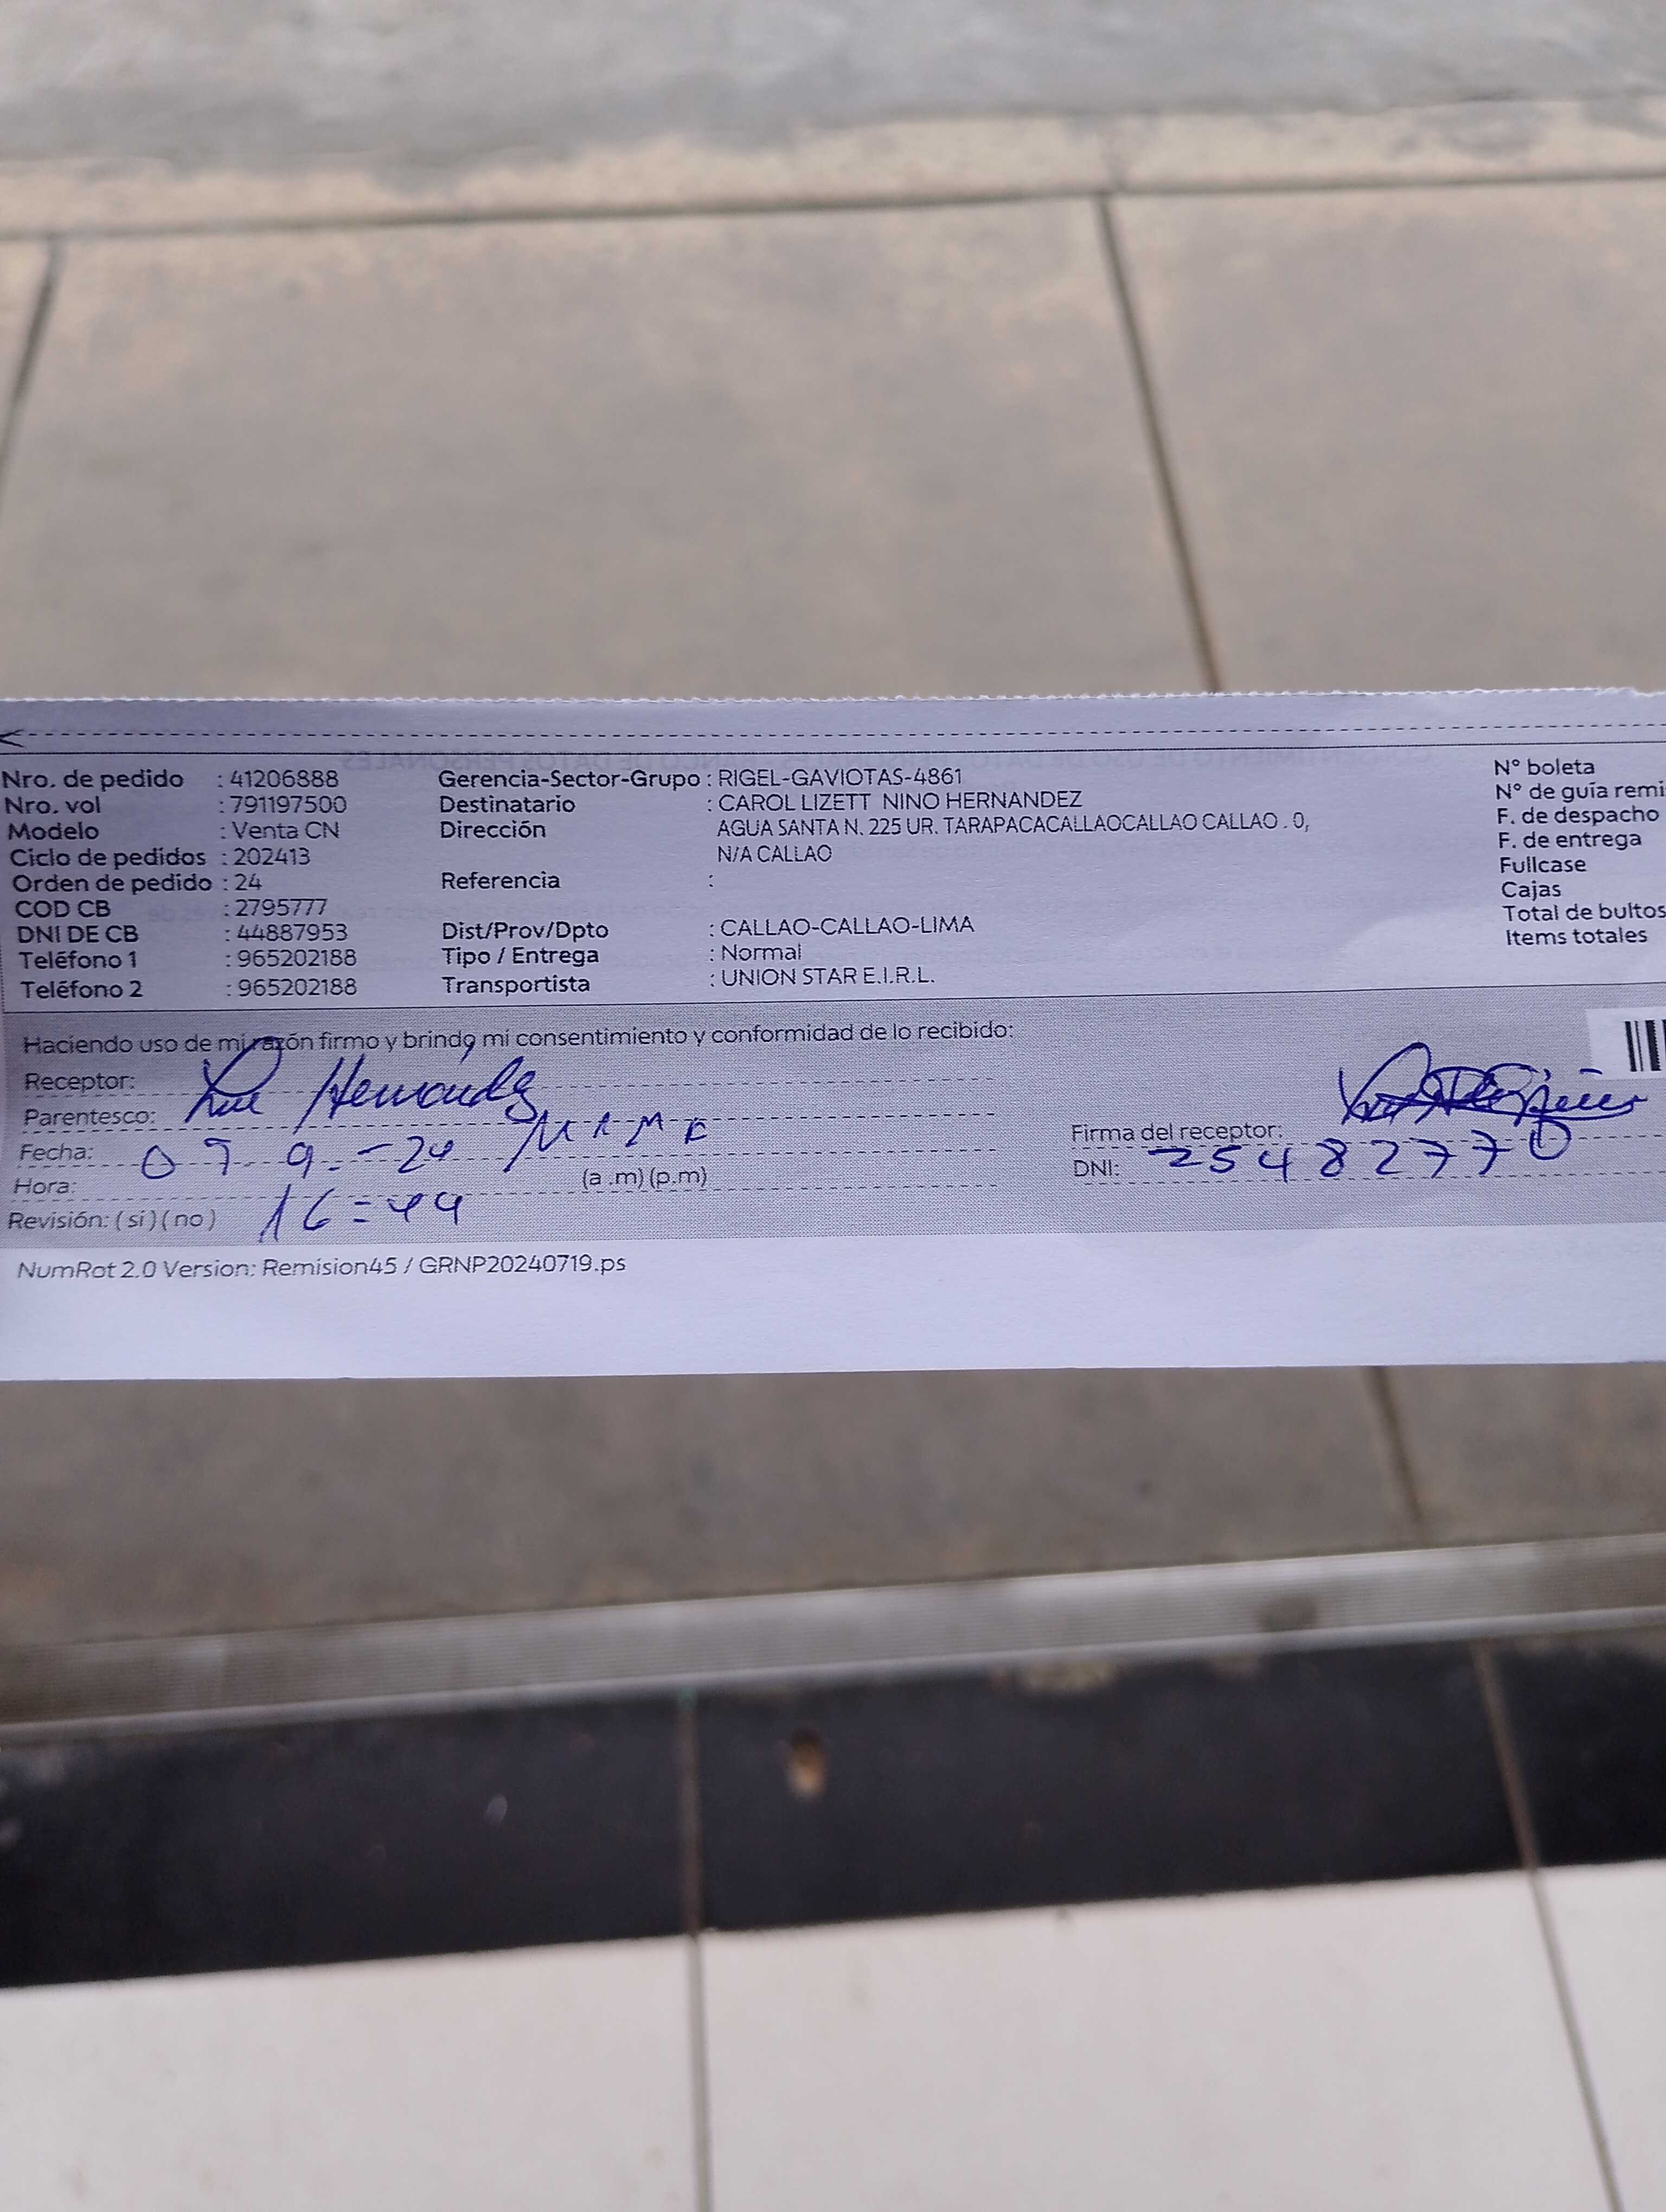 Nro. de pedido : 41206888 Gerencia-Sector-Grupo : RIGEL-GAVIOTAS-4861 N° boleta
Nro. vol : 791197500 Destinatario : CAROL LIZETT NINO HERNANDEZ N° de guía remi
Modelo : Venta CN Dirección AGUA SANTA N. 225 UR. TARAPACACALLAOCALLAO CALLAO . 0, F. de despacho
Ciclo de pedidos : 202413 N/A CALLAO F. de entrega
Orden de pedido : 24 Referencia : Fullcase
COD CB : 2795777 Cajas
DNI DE CB : 44887953 Dist/Prov/Dpto : CALLAO-CALLAO-LIMA Total de bultos
Teléfono 1 : 965202188 Tipo / Entrega : Normal Items totales
Teléfono 2 : 965202188 Transportista : UNION STAR E.I.R.L.
Haciendo uso de mi razón firmo y brindo mi consentimiento y conformidad de lo recibido:
Receptor: Hernández
Parentesco: MAMA
Fecha: 07-9-24 Firma del receptor:
Hora: (a .m) (p.m) DNI: 25482770
Revisión: ( si ) ( no ) 16=44
NumRot 2.0 Version: Remision45 / GRNP20240719.ps